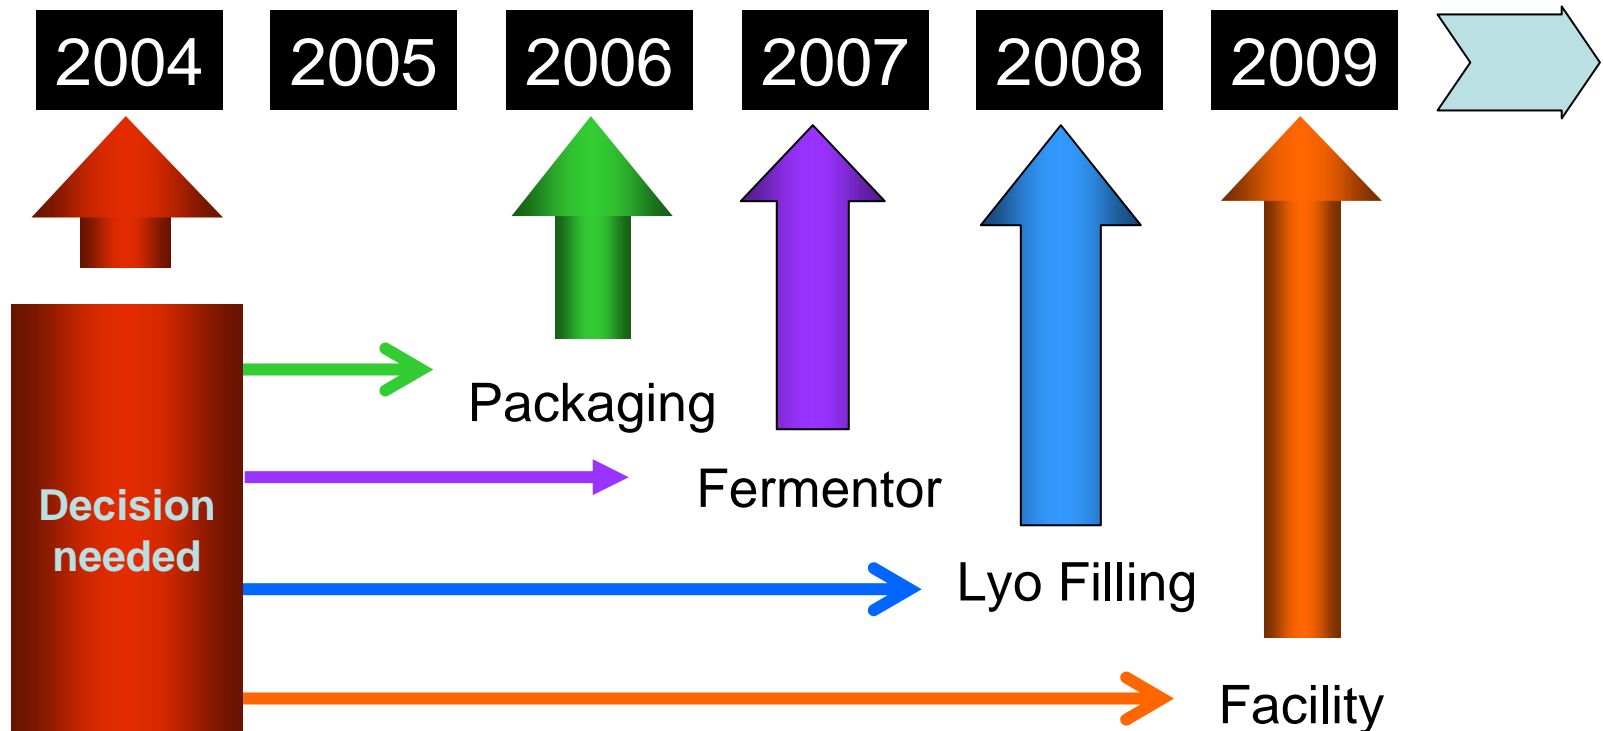 2004 2005 2006 2007 2008 2009
Packaging
Fermentor
Decision
needed
Lyo Filling
Facility